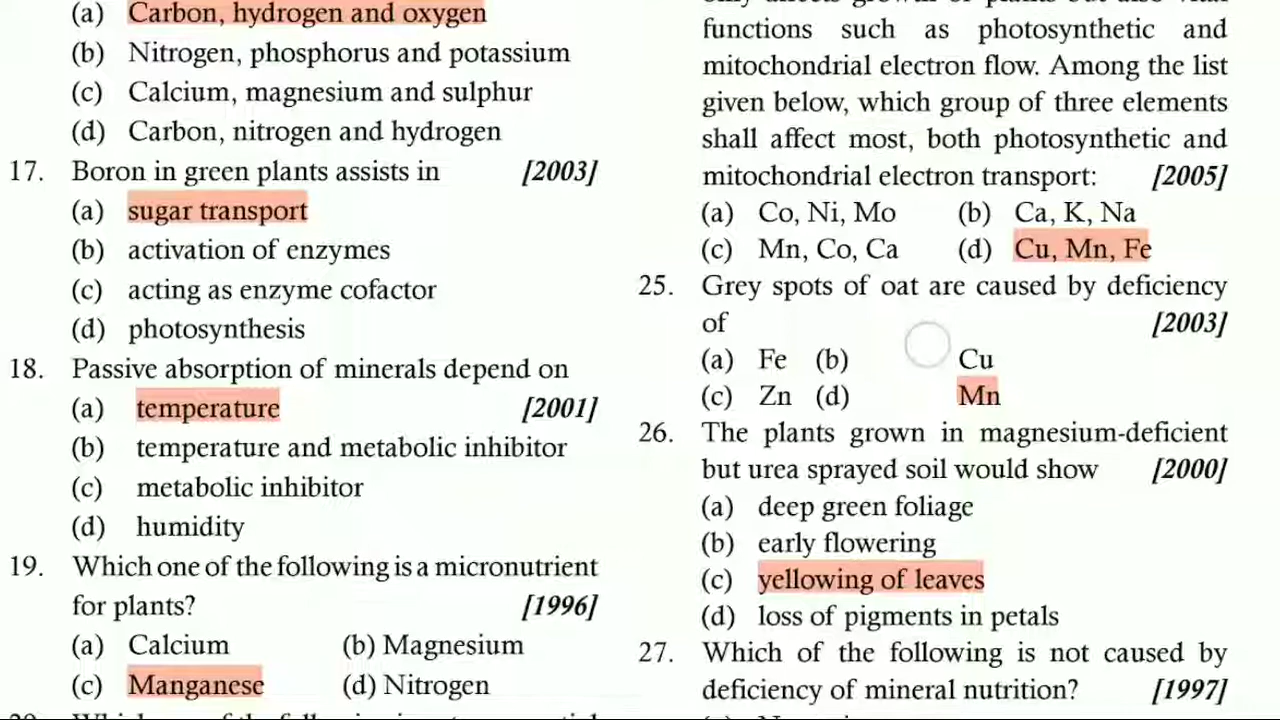 (a) Carbon, hydrogen and oxygen
(b) Nitrogen, phosphorus and potassium
(c) Calcium, magnesium and sulphur
(d) Carbon, nitrogen and hydrogen
17. Boron in green plants assists in [2003]
(a) sugar transport
(b) activation of enzymes
(c) acting as enzyme cofactor
(d) photosynthesis
18. Passive absorption of minerals depend on
(a) temperature [2001]
(b) temperature and metabolic inhibitor
(c) metabolic inhibitor
(d) humidity
19. Which one of the following is a micronutrient
for plants? [1996]
(a) Calcium (b) Magnesium
(c) Manganese (d) Nitrogen
functions such as photosynthetic and
mitochondrial electron flow. Among the list
given below, which group of three elements
shall affect most, both photosynthetic and
mitochondrial electron transport: [2005]
(a) Co, Ni, Mo (b) Ca, K, Na
(c) Mn, Co, Ca (d) Cu, Mn, Fe
25. Grey spots of oat are caused by deficiency
of [2003]
(a) Fe (b) Cu
(c) Zn (d) Mn
26. The plants grown in magnesium-deficient
but urea sprayed soil would show [2000]
(a) deep green foliage
(b) early flowering
(c) yellowing of leaves
(d) loss of pigments in petals
27. Which of the following is not caused by
deficiency of mineral nutrition? [1997]